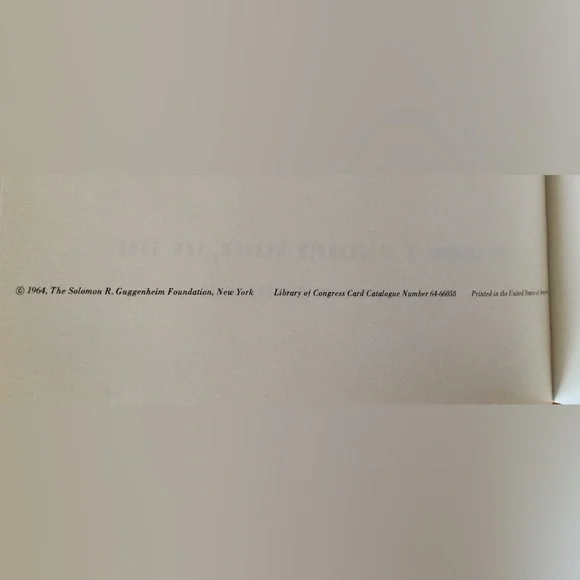 © 1964, The Solomon R. Guggenheim Foundation, New York Library of Congress Card Catalogue Number 64-66058 Printed in the United States of